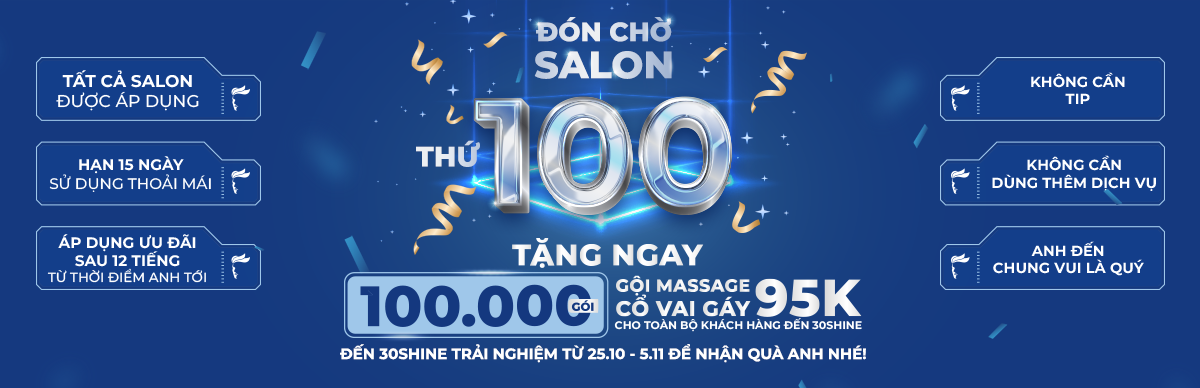 ĐÓN CHỜ
SALON
THỨ 100
TẤT CẢ SALON
ĐƯỢC ÁP DỤNG
HẠN 15 NGÀY
SỬ DỤNG THOẢI MÁI
ÁP DỤNG ƯU ĐÃI
SAU 12 TIẾNG
TỪ THỜI ĐIỂM ANH TỚI
KHÔNG CẦN
TIP
KHÔNG CẦN
DÙNG THÊM DỊCH VỤ
ANH ĐẾN
CHUNG VUI LÀ QUÝ
TẶNG NGAY
100.000 GÓI
GỘI MASSAGE
CỔ VAI GÁY 95K
CHO TOÀN BỘ KHÁCH HÀNG ĐẾN 30SHINE
ĐẾN 30SHINE TRẢI NGHIỆM TỪ 25.10 - 5.11 ĐỂ NHẬN QUÀ ANH NHÉ!